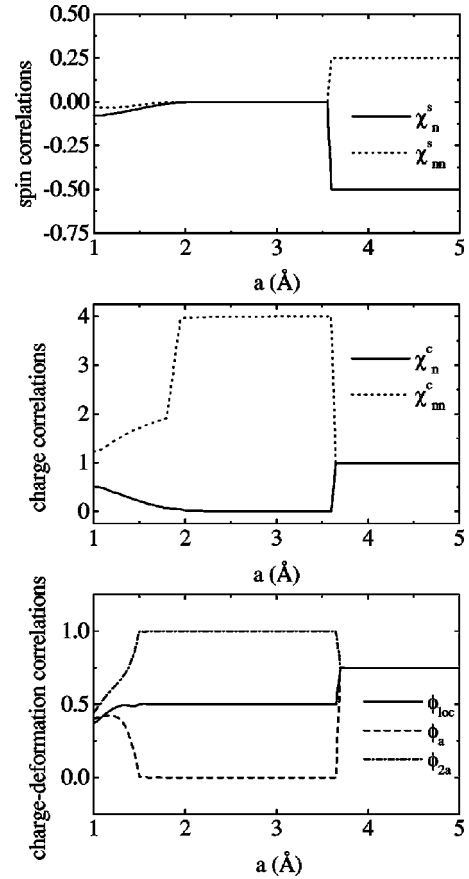 0.50
0.25
0.00
-0.25
-0.50
-0.75
spin correlations
χ^s_n
χ^s_nn
1 2 3 4 5
a (Å)
4
3
2
1
0
charge correlations
χ^c_n
χ^c_nn
1 2 3 4 5
a (Å)
1.0
0.5
0.0
charge-deformation correlations
ϕ_loc
ϕ_a
ϕ_2a
1 2 3 4 5
a (Å)